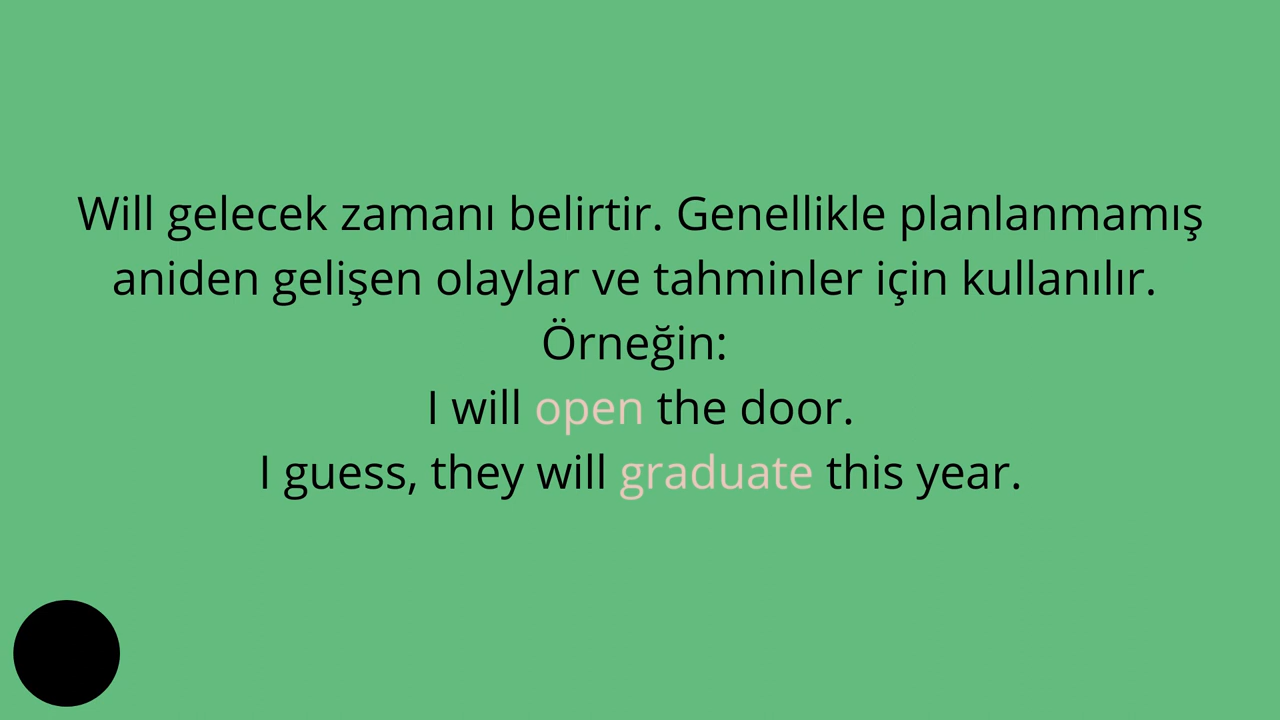 Will gelecek zamanı belirtir. Genellikle planlanmamış
aniden gelişen olaylar ve tahminler için kullanılır.
Örneğin:
I will open the door.
I guess, they will graduate this year.